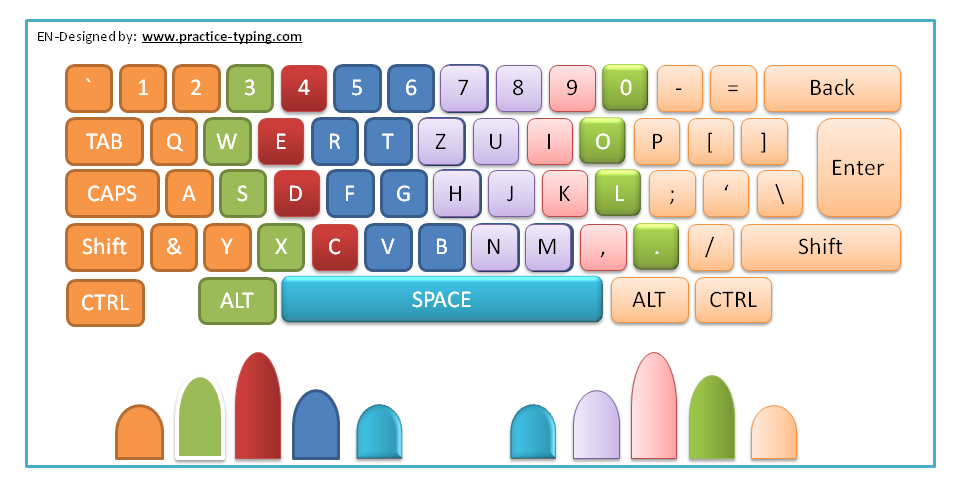 EN-Designed by: www.practice-typing.com
` 1 2 3 4 5 6 7 8 9 0 - = Back
TAB Q W E R T Z U I O P [ ] Enter
CAPS A S D F G H J K L ; ‘ \
Shift & Y X C V B N M , . / Shift
CTRL ALT SPACE ALT CTRL